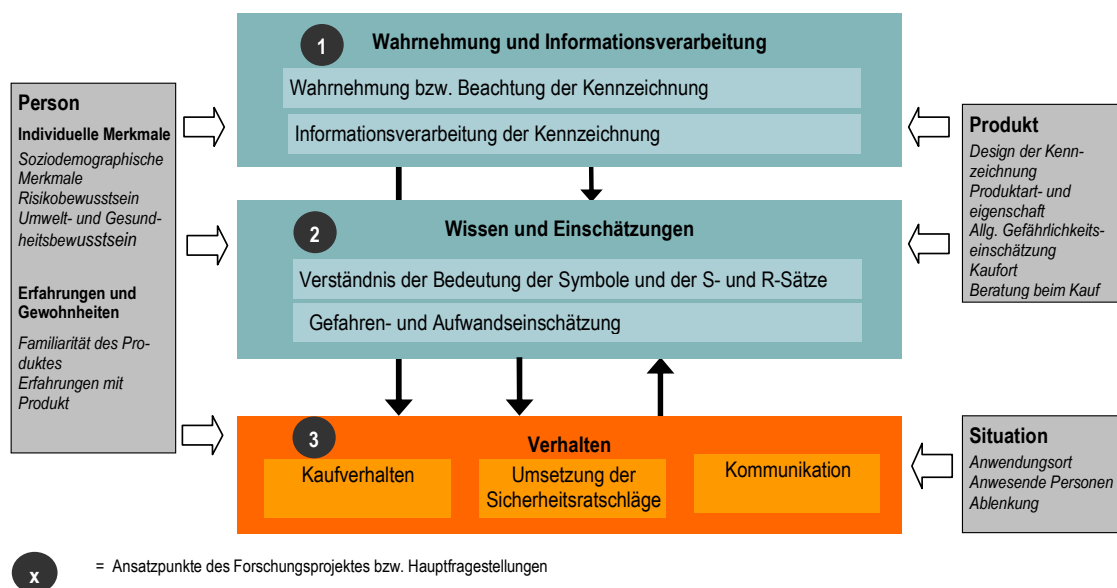 1
Wahrnehmung und Informationsverarbeitung
Wahrnehmung bzw. Beachtung der Kennzeichnung
Informationsverarbeitung der Kennzeichnung
Person
Individuelle Merkmale
Soziodemographische
Merkmale
Risikobewusstsein
Umwelt- und Gesund-
heitsbewusstsein
Erfahrungen und
Gewohnheiten
Familiarität des Pro-
duktes
Erfahrungen mit
Produkt
Produkt
Design der Kenn-
zeichnung
Produktart- und
eigenschaft
Allg. Gefährlichkeits-
einschätzung
Kaufort
Beratung beim Kauf
2
Wissen und Einschätzungen
Verständnis der Bedeutung der Symbole und der S- und R-Sätze
Gefahren- und Aufwandseinschätzung
3
Verhalten
Kaufverhalten
Umsetzung der
Sicherheitsratschläge
Kommunikation
Situation
Anwendungsort
Anwesende Personen
Ablenkung
x
= Ansatzpunkte des Forschungsprojektes bzw. Hauptfragestellungen